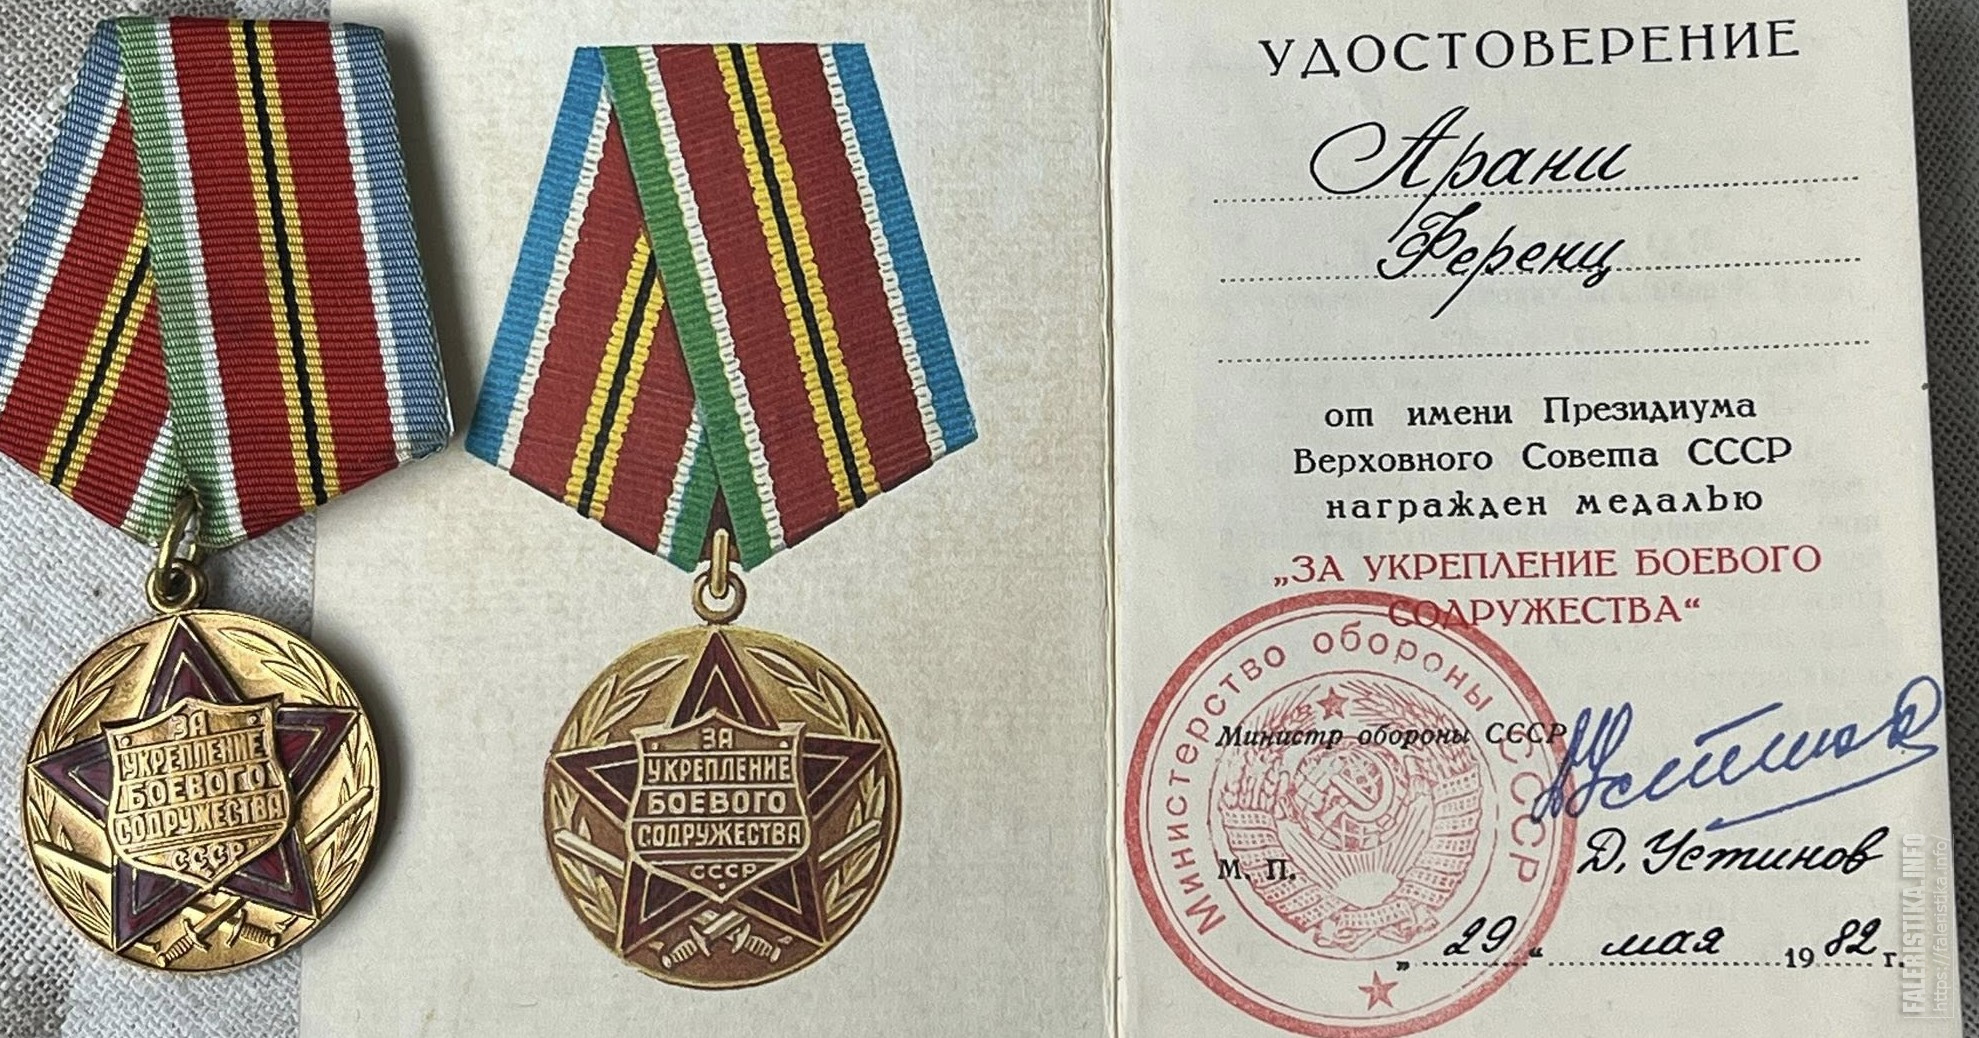 ЗА
УКРЕПЛЕНИЕ
БОЕВОГО
СОДРУЖЕСТВА
СССР
ЗА
УКРЕПЛЕНИЕ
БОЕВОГО
СОДРУЖЕСТВА
СССР
УДОСТОВЕРЕНИЕ
Арани
Ференц
от имени Президиума
Верховного Совета СССР
награжден медалью
„ЗА УКРЕПЛЕНИЕ БОЕВОГО
СОДРУЖЕСТВА“
Министерство обороны СССР
Министр обороны СССР
Устинов
Д. Устинов
М. П.
„29“ мая 1982 г.
FALERISTIKA.INFO
https://faleristika.info/